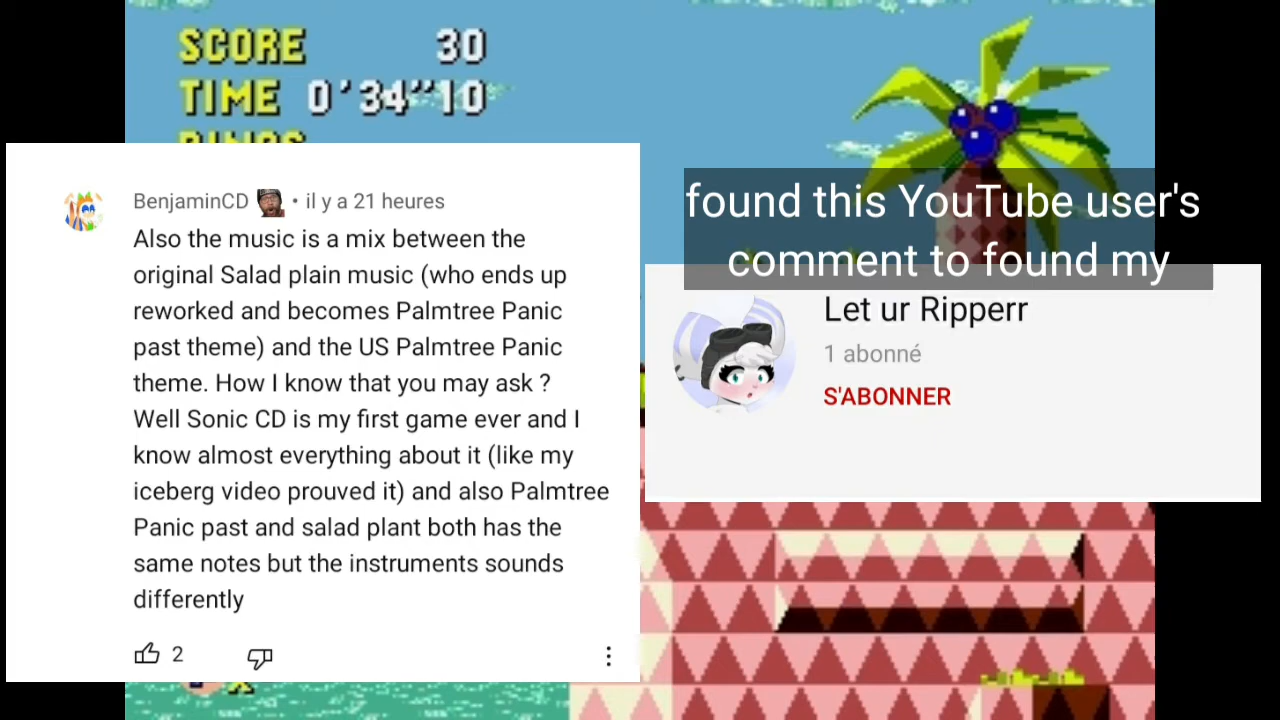 SCORE 30
TIME 0'34"10
RINGS
BenjaminCD • il y a 21 heures
Also the music is a mix between the
original Salad plain music (who ends up
reworked and becomes Palmtree Panic
past theme) and the US Palmtree Panic
theme. How I know that you may ask ?
Well Sonic CD is my first game ever and I
know almost everything about it (like my
iceberg video prouved it) and also Palmtree
Panic past and salad plant both has the
same notes but the instruments sounds
differently
2
found this YouTube user's
comment to found my
Let ur Ripperr
1 abonné
S'ABONNER